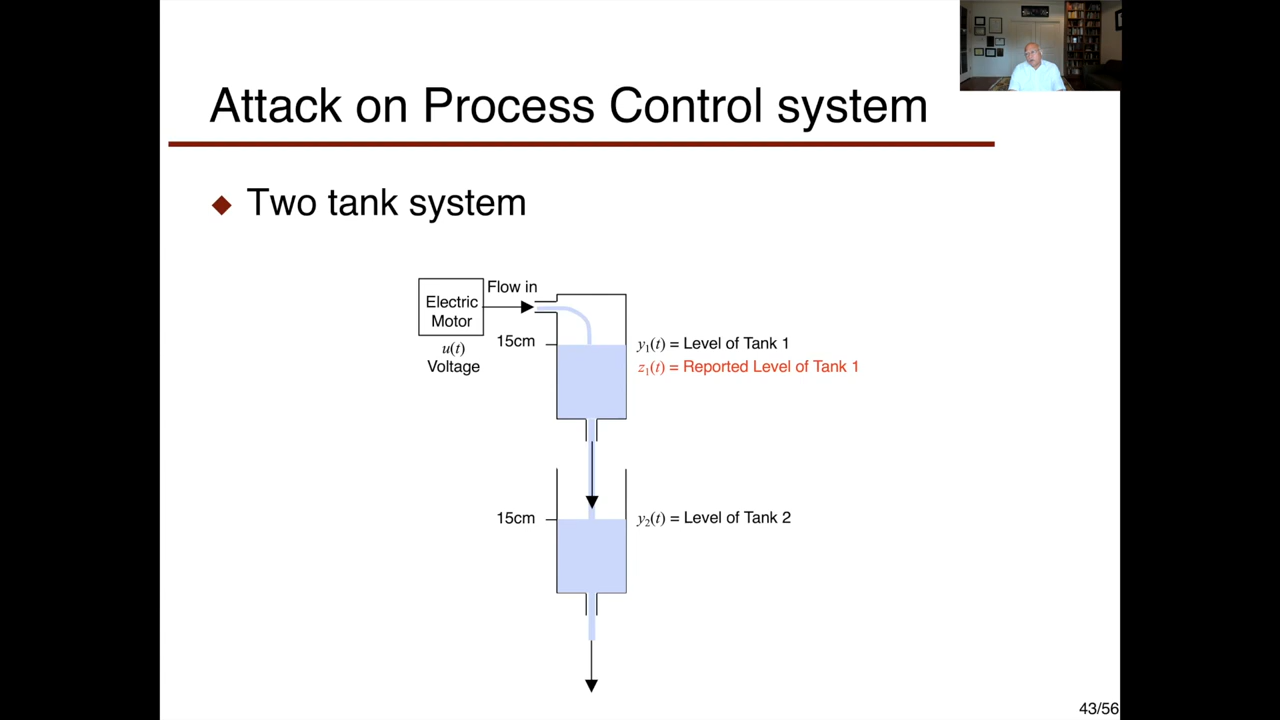 Attack on Process Control system
Two tank system
Flow in
Electric
Motor
u(t)
Voltage
15cm
y₁(t) = Level of Tank 1
z₁(t) = Reported Level of Tank 1
15cm
y₂(t) = Level of Tank 2
43/56